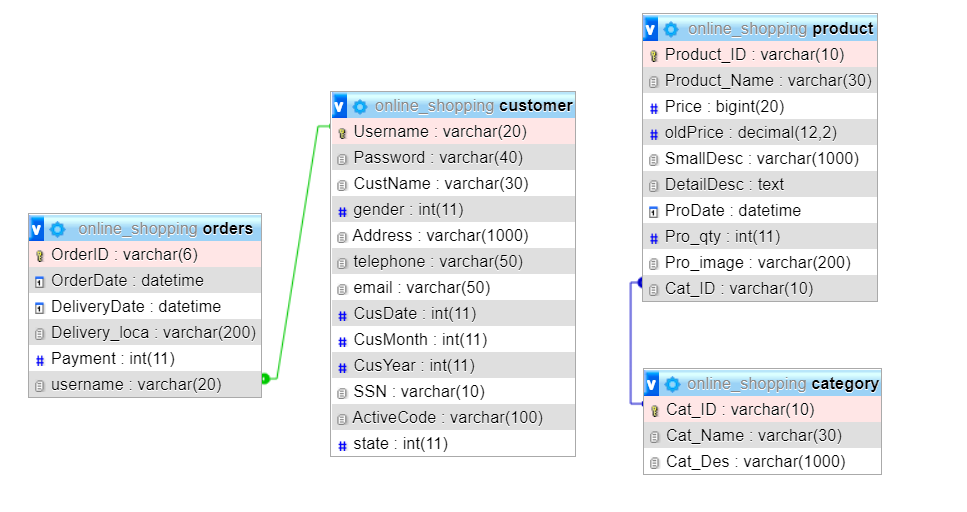 online_shopping orders
OrderID : varchar(6)
OrderDate : datetime
DeliveryDate : datetime
Delivery_loca : varchar(200)
Payment : int(11)
username : varchar(20)
online_shopping customer
Username : varchar(20)
Password : varchar(40)
CustName : varchar(30)
gender : int(11)
Address : varchar(1000)
telephone : varchar(50)
email : varchar(50)
CusDate : int(11)
CusMonth : int(11)
CusYear : int(11)
SSN : varchar(10)
ActiveCode : varchar(100)
state : int(11)
online_shopping product
Product_ID : varchar(10)
Product_Name : varchar(30)
Price : bigint(20)
oldPrice : decimal(12,2)
SmallDesc : varchar(1000)
DetailDesc : text
ProDate : datetime
Pro_qty : int(11)
Pro_image : varchar(200)
Cat_ID : varchar(10)
online_shopping category
Cat_ID : varchar(10)
Cat_Name : varchar(30)
Cat_Des : varchar(1000)